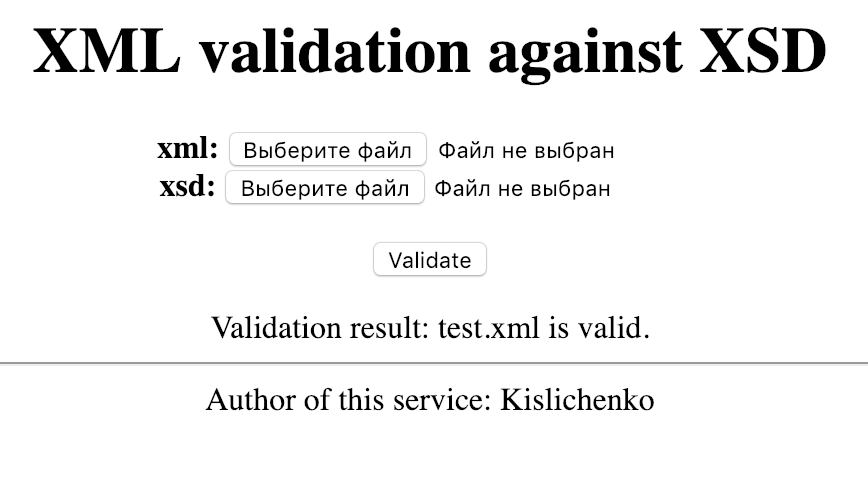 XML validation against XSD
xml: Выберите файл Файл не выбран
xsd: Выберите файл Файл не выбран
Validate
Validation result: test.xml is valid.
Author of this service: Kislichenko